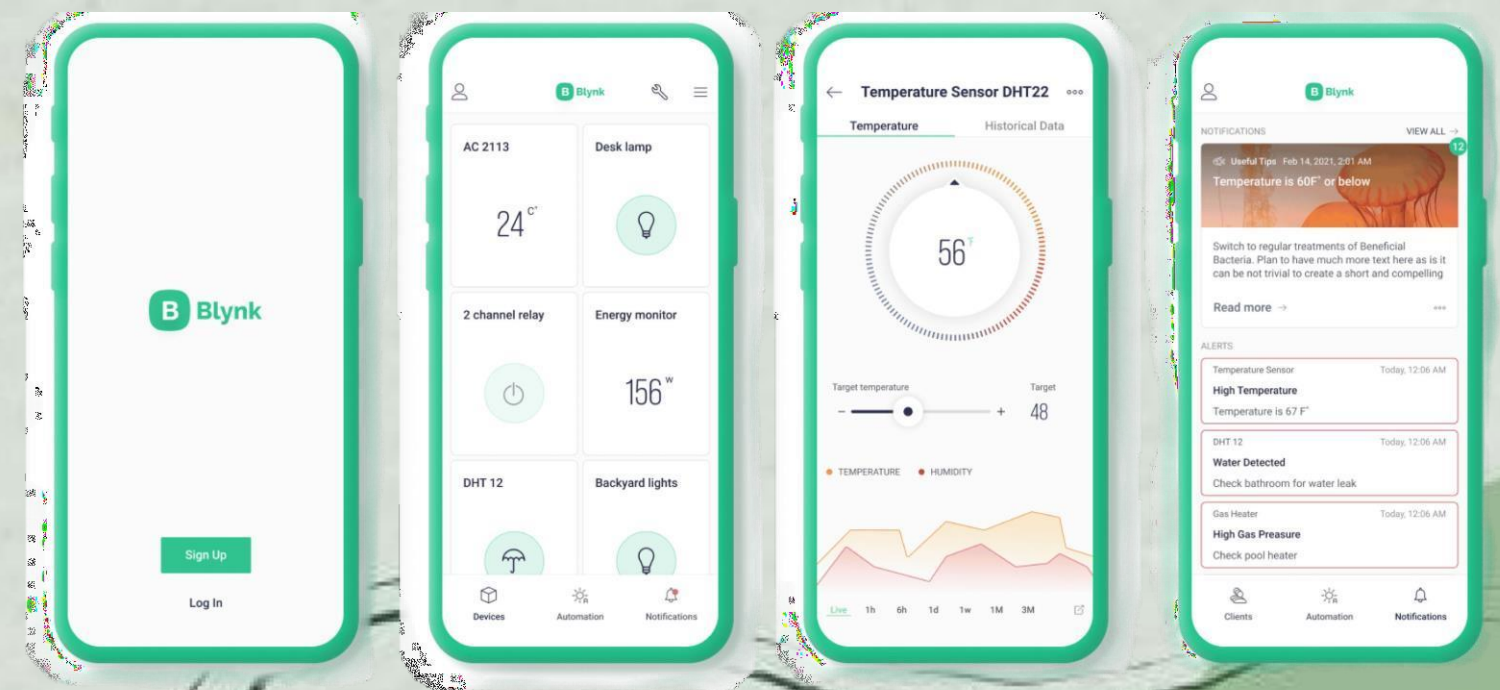 B Blynk
Sign Up
Log In
B Blynk
AC 2113
Desk lamp
24 C°
2 channel relay
Energy monitor
156 W
DHT 12
Backyard lights
Devices
Automation
Notifications
Temperature Sensor DHT22
Temperature
Historical Data
56 °F
Target temperature
Target
− +
48
TEMPERATURE
HUMIDITY
Live 1h 6h 1d 1w 1M 3M
B Blynk
NOTIFICATIONS
VIEW ALL →
12
Useful Tips Feb 14, 2021, 2:01 AM
Temperature is 60F° or below
Switch to regular treatments of Beneficial
Bacteria. Plan to have much more text here as is it
can be not trivial to create a short and compelling
Read more →
ALERTS
Temperature Sensor Today, 12:06 AM
High Temperature
Temperature is 67 F°
DHT 12 Today, 12:06 AM
Water Detected
Check bathroom for water leak
Gas Heater Today, 12:06 AM
High Gas Preasure
Check pool heater
Clients
Automation
Notifications